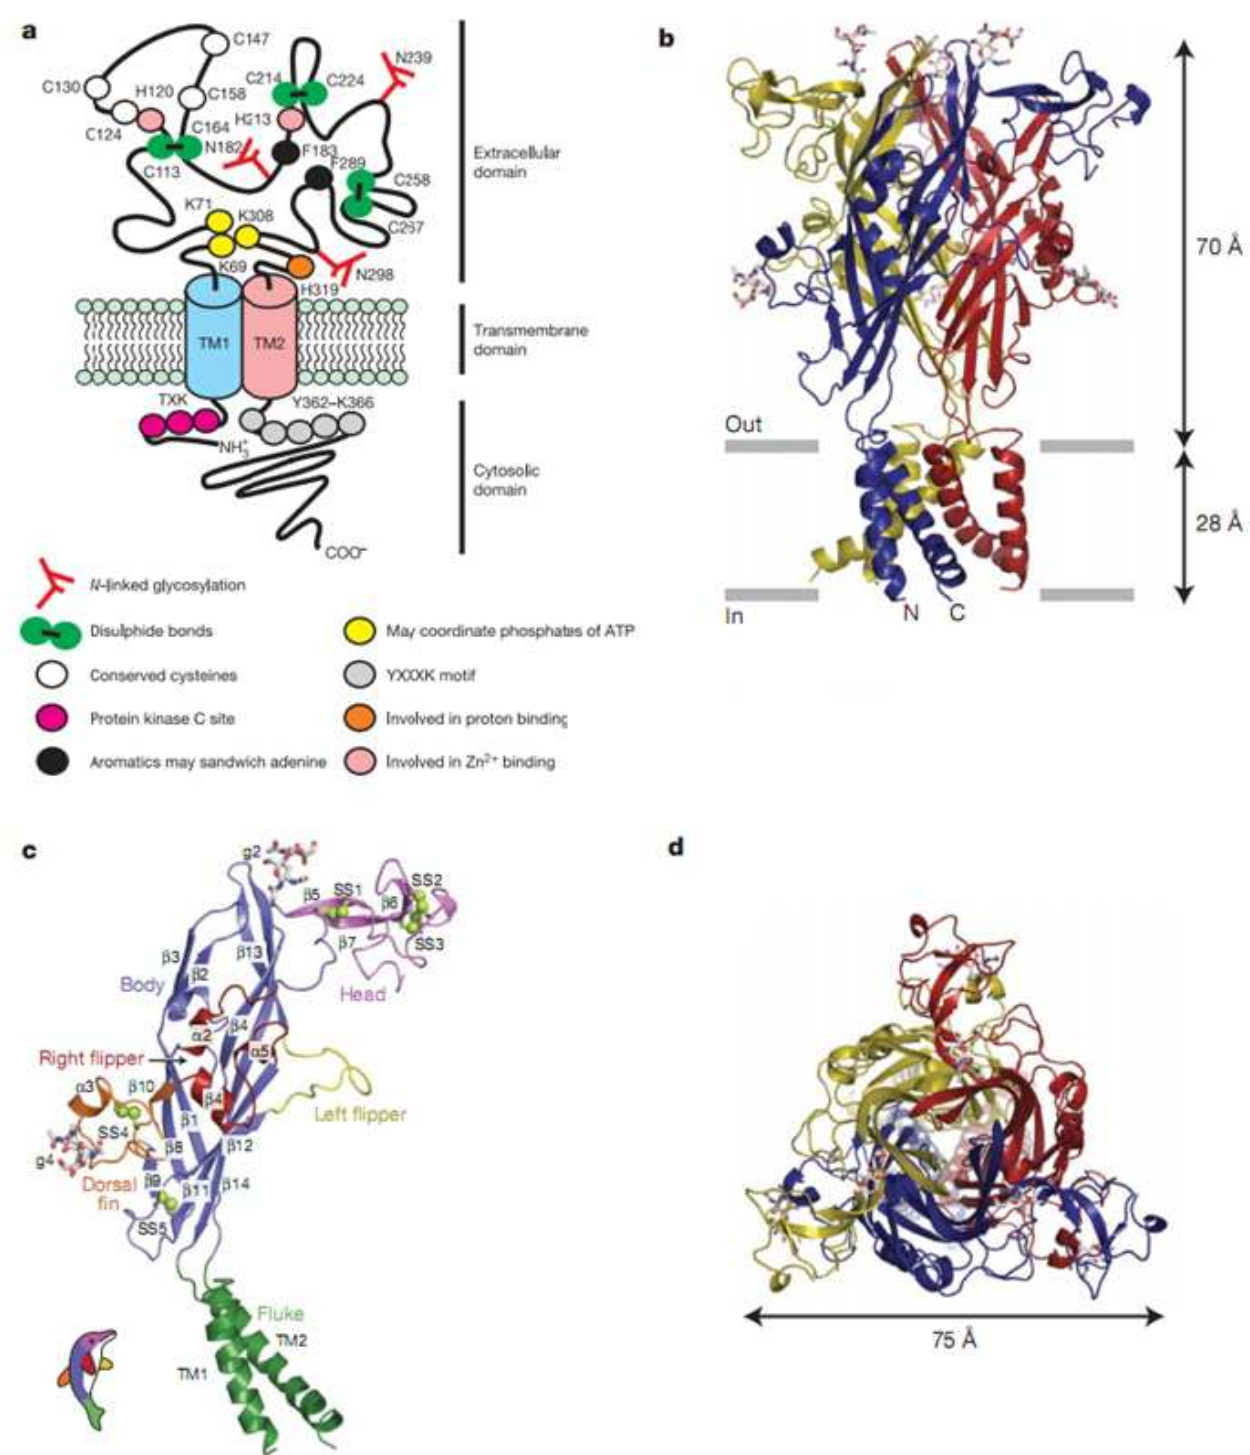 a
C147
C130
H120
C158
C124
C164
C113
N182
C214
C224
N239
H213
F183
F289
C258
C267
K71
K308
K69
N298
H319
TM1
TM2
TXK
Y362–K366
NH3+
COO–
Extracellular
domain
Transmembrane
domain
Cytosolic
domain
N-linked glycosylation
Disulphide bonds
Conserved cysteines
Protein kinase C site
Aromatics may sandwich adenine
May coordinate phosphates of ATP
YXXXK motif
Involved in proton binding
Involved in Zn2+ binding
b
70 Å
Out
28 Å
In
N
C
c
g2
β5
SS1
β6
SS2
β7
SS3
Head
β3
β2
β13
Body
α2
β4
α5
Right flipper
α3
β10
β4
Left flipper
SS4
β1
g4
β8
β12
Dorsal
fin
β9
β11
β14
SS5
Fluke
TM2
TM1
d
75 Å